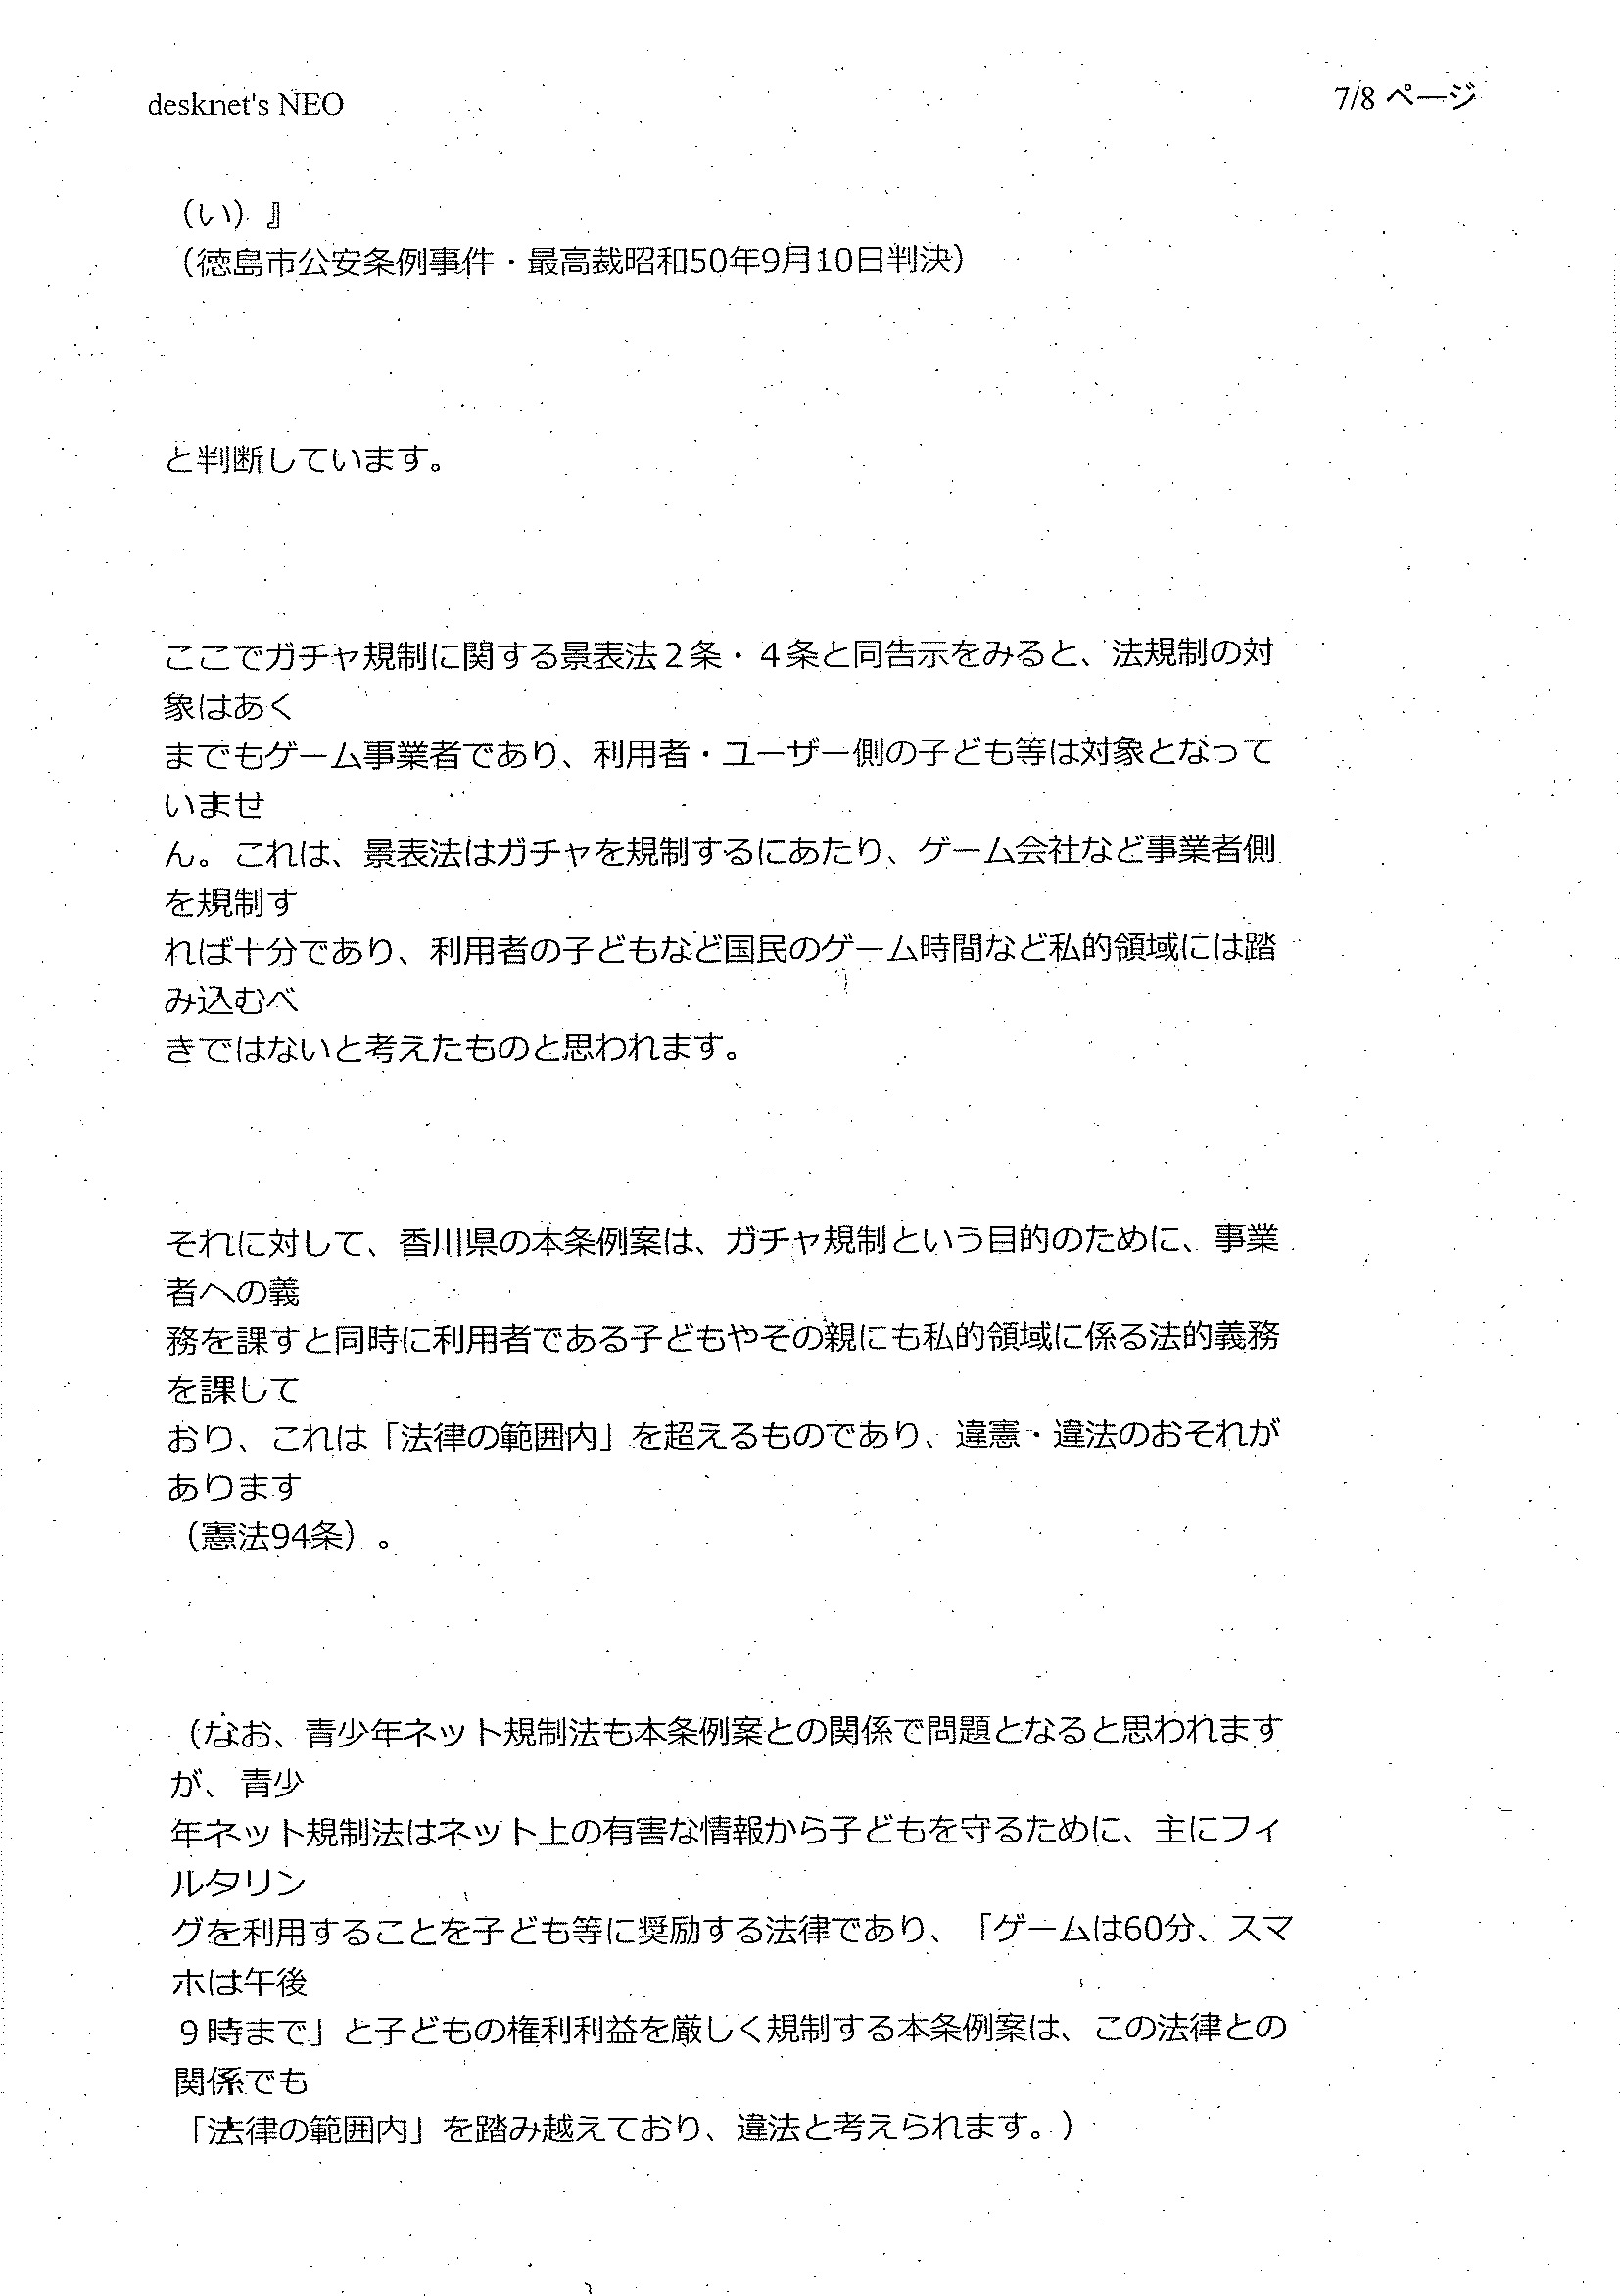 desknet's NEO
7/8 ページ
（い）』
（徳島市公安条例事件・最高裁昭和50年9月10日判決）
と判断しています。
ここでガチャ規制に関する景表法２条・４条と同告示をみると、法規制の対
象はあく
までもゲーム事業者であり、利用者・ユーザー側の子ども等は対象となって
いませ
ん。これは、景表法はガチャを規制するにあたり、ゲーム会社など事業者側
を規制す
れば十分であり、利用者の子どもなど国民のゲーム時間など私的領域には踏
み込むべ
きではないと考えたものと思われます。
それに対して、香川県の本条例案は、ガチャ規制という目的のために、事業
者への義
務を課すと同時に利用者である子どもやその親にも私的領域に係る法的義務
を課して
おり、これは「法律の範囲内」を超えるものであり、違憲・違法のおそれが
あります
（憲法94条）。
（なお、青少年ネット規制法も本条例案との関係で問題となると思われます
が、青少
年ネット規制法はネット上の有害な情報から子どもを守るために、主にフィ
ルタリン
グを利用することを子ども等に奨励する法律であり、「ゲームは60分、スマ
ホは午後
９時まで」と子どもの権利利益を厳しく規制する本条例案は、この法律との
関係でも
「法律の範囲内」を踏み越えており、違法と考えられます。）